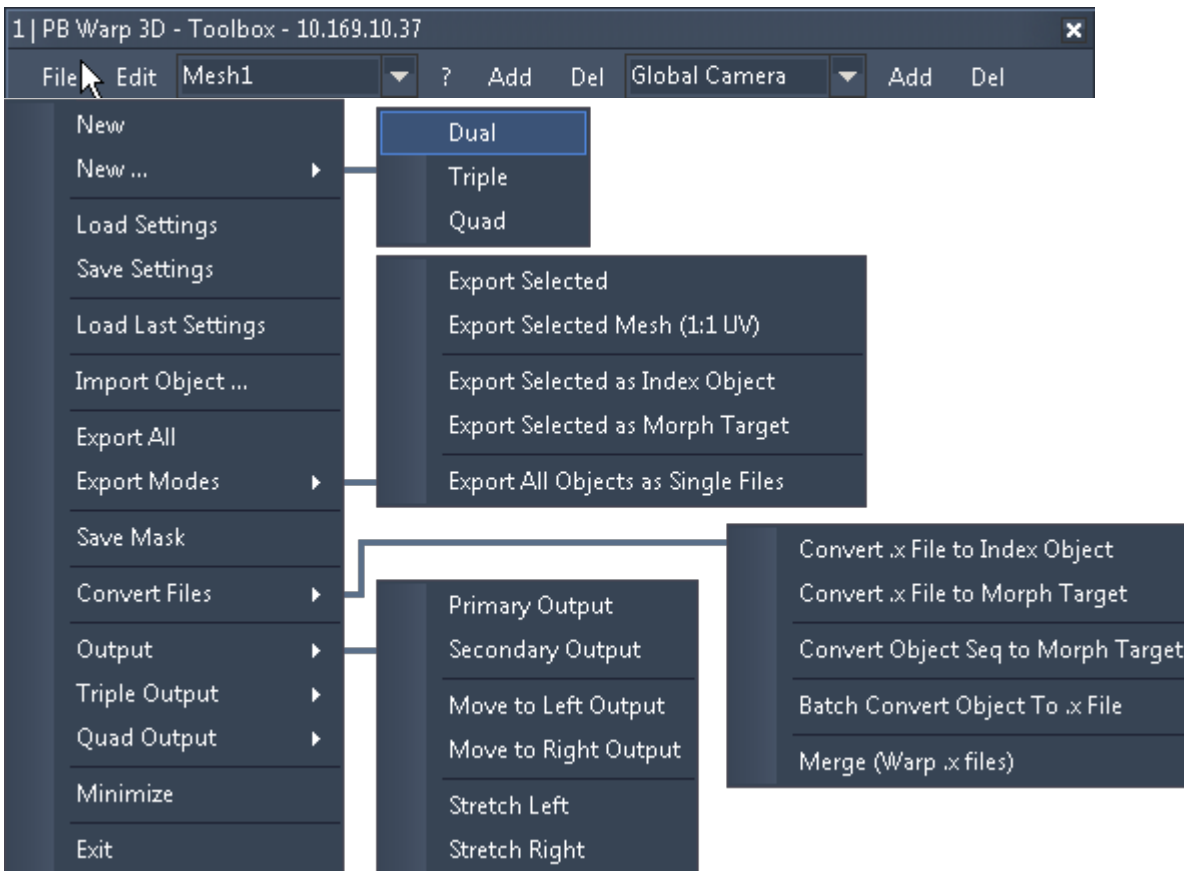 1 | PB Warp 3D - Toolbox - 10.169.10.37
File Edit Mesh1 ? Add Del Global Camera Add Del
New
New ...
Load Settings
Save Settings
Load Last Settings
Import Object ...
Export All
Export Modes
Save Mask
Convert Files
Output
Triple Output
Quad Output
Minimize
Exit
Dual
Triple
Quad
Export Selected
Export Selected Mesh (1:1 UV)
Export Selected as Index Object
Export Selected as Morph Target
Export All Objects as Single Files
Convert .x File to Index Object
Convert .x File to Morph Target
Convert Object Seq to Morph Target
Batch Convert Object To .x File
Merge (Warp .x files)
Primary Output
Secondary Output
Move to Left Output
Move to Right Output
Stretch Left
Stretch Right